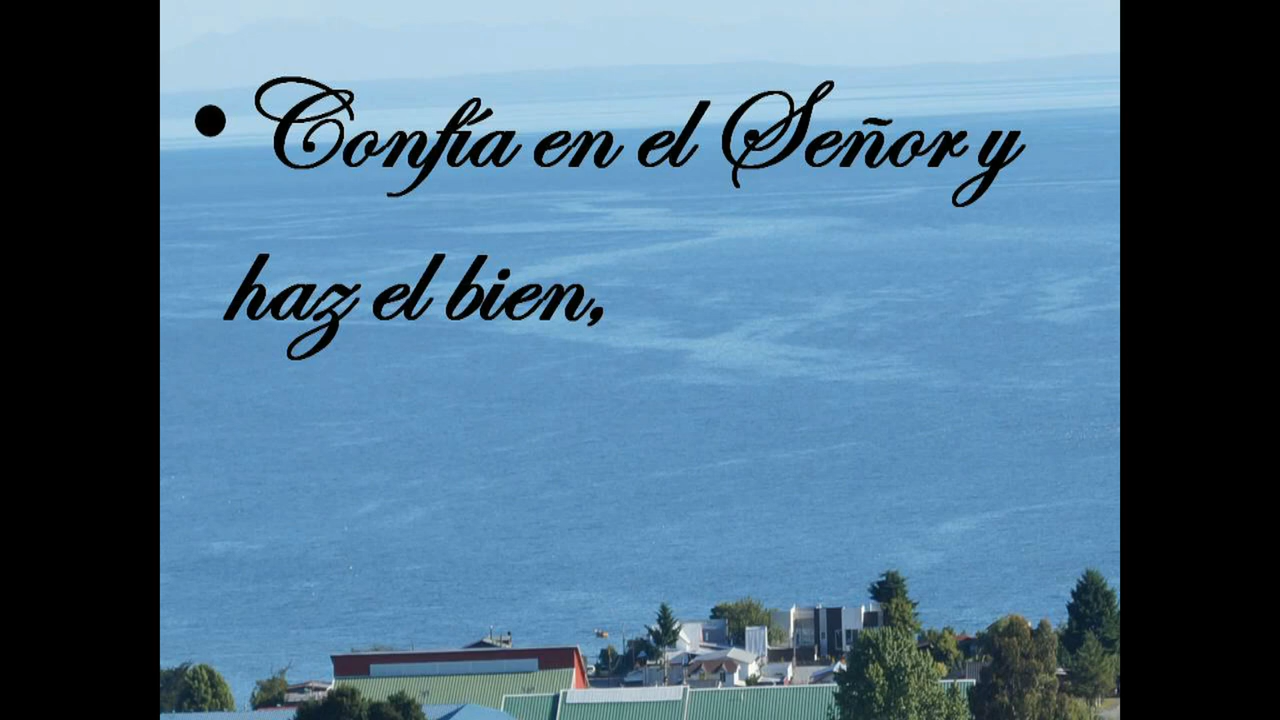 • Confía en el Señor y
haz el bien,